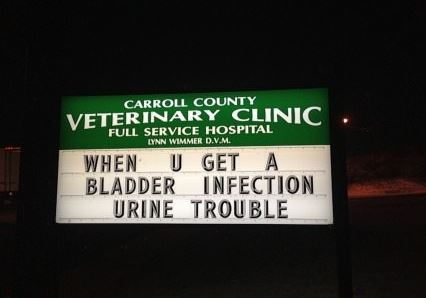 CARROLL COUNTY
VETERINARY CLINIC
FULL SERVICE HOSPITAL
LYNN WIMMER D.V.M.
WHEN U GET A
BLADDER INFECTION
URINE TROUBLE